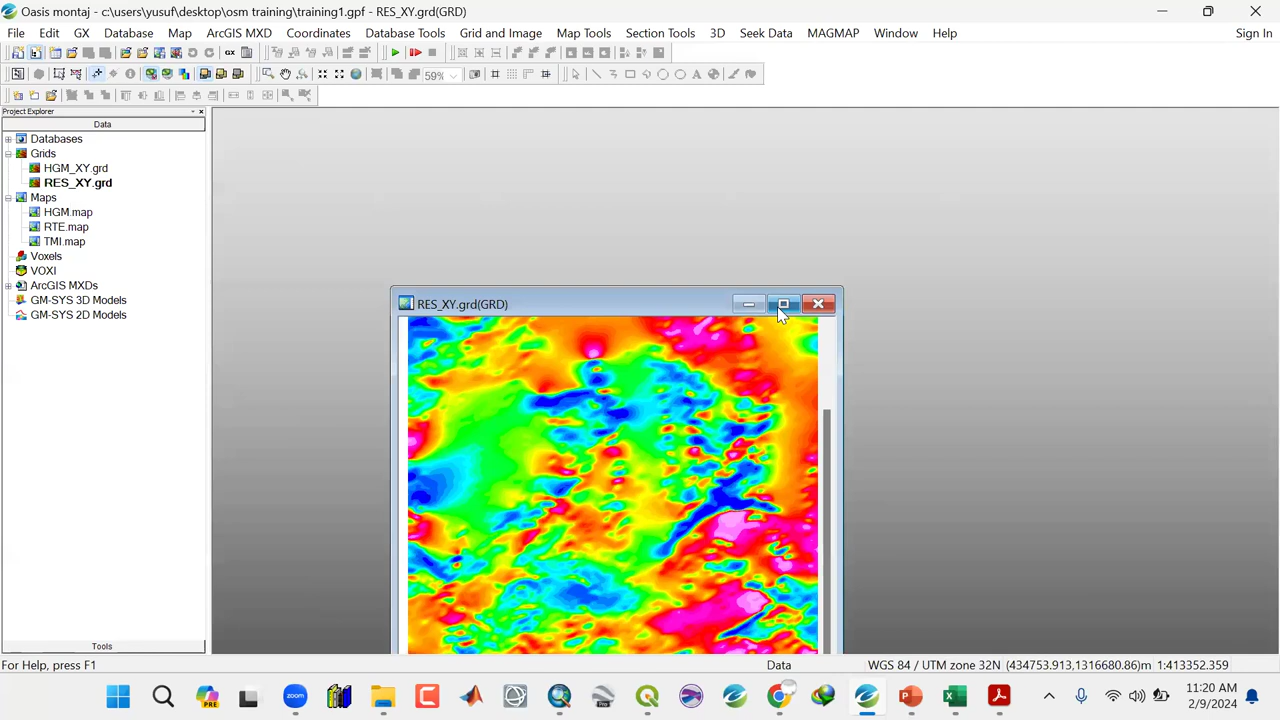 Oasis montaj - c:\users\yusuf\desktop\osm training\training1.gpf - RES_XY.grd(GRD)
File Edit GX Database Map ArcGIS MXD Coordinates Database Tools Grid and Image Map Tools Section Tools 3D Seek Data MAGMAP Window Help Sign In
GX
59%
Project Explorer
Data
Databases
Grids
HGM_XY.grd
RES_XY.grd
Maps
HGM.map
RTE.map
TMI.map
Voxels
VOXI
ArcGIS MXDs
GM-SYS 3D Models
GM-SYS 2D Models
RES_XY.grd(GRD)
Tools
For Help, press F1 Data WGS 84 / UTM zone 32N (434753.913,1316680.86)m 1:413352.359
PRE
zoom
Pro
11:20 AM
2/9/2024